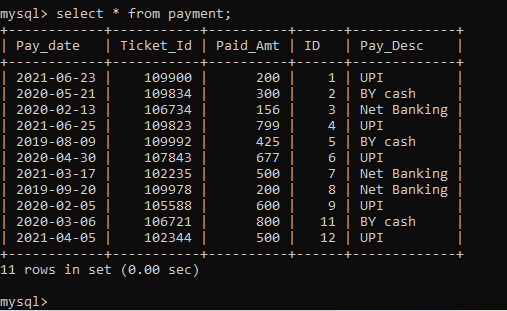 mysql> select * from payment;
+------------+-----------+----------+------+-------------+
| Pay_date   | Ticket_Id | Paid_Amt | ID   | Pay_Desc    |
+------------+-----------+----------+------+-------------+
| 2021-06-23 |    109900 |      200 |    1 | UPI         |
| 2020-05-21 |    109834 |      300 |    2 | BY cash     |
| 2020-02-13 |    106734 |      156 |    3 | Net Banking |
| 2021-06-25 |    109823 |      799 |    4 | UPI         |
| 2019-08-09 |    109992 |      425 |    5 | BY cash     |
| 2020-04-30 |    107843 |      677 |    6 | UPI         |
| 2021-03-17 |    102235 |      500 |    7 | Net Banking |
| 2019-09-20 |    109978 |      200 |    8 | Net Banking |
| 2020-02-05 |    105588 |      600 |    9 | UPI         |
| 2020-03-06 |    106721 |      800 |   11 | BY cash     |
| 2021-04-05 |    102344 |      500 |   12 | UPI         |
+------------+-----------+----------+------+-------------+
11 rows in set (0.00 sec)
mysql>